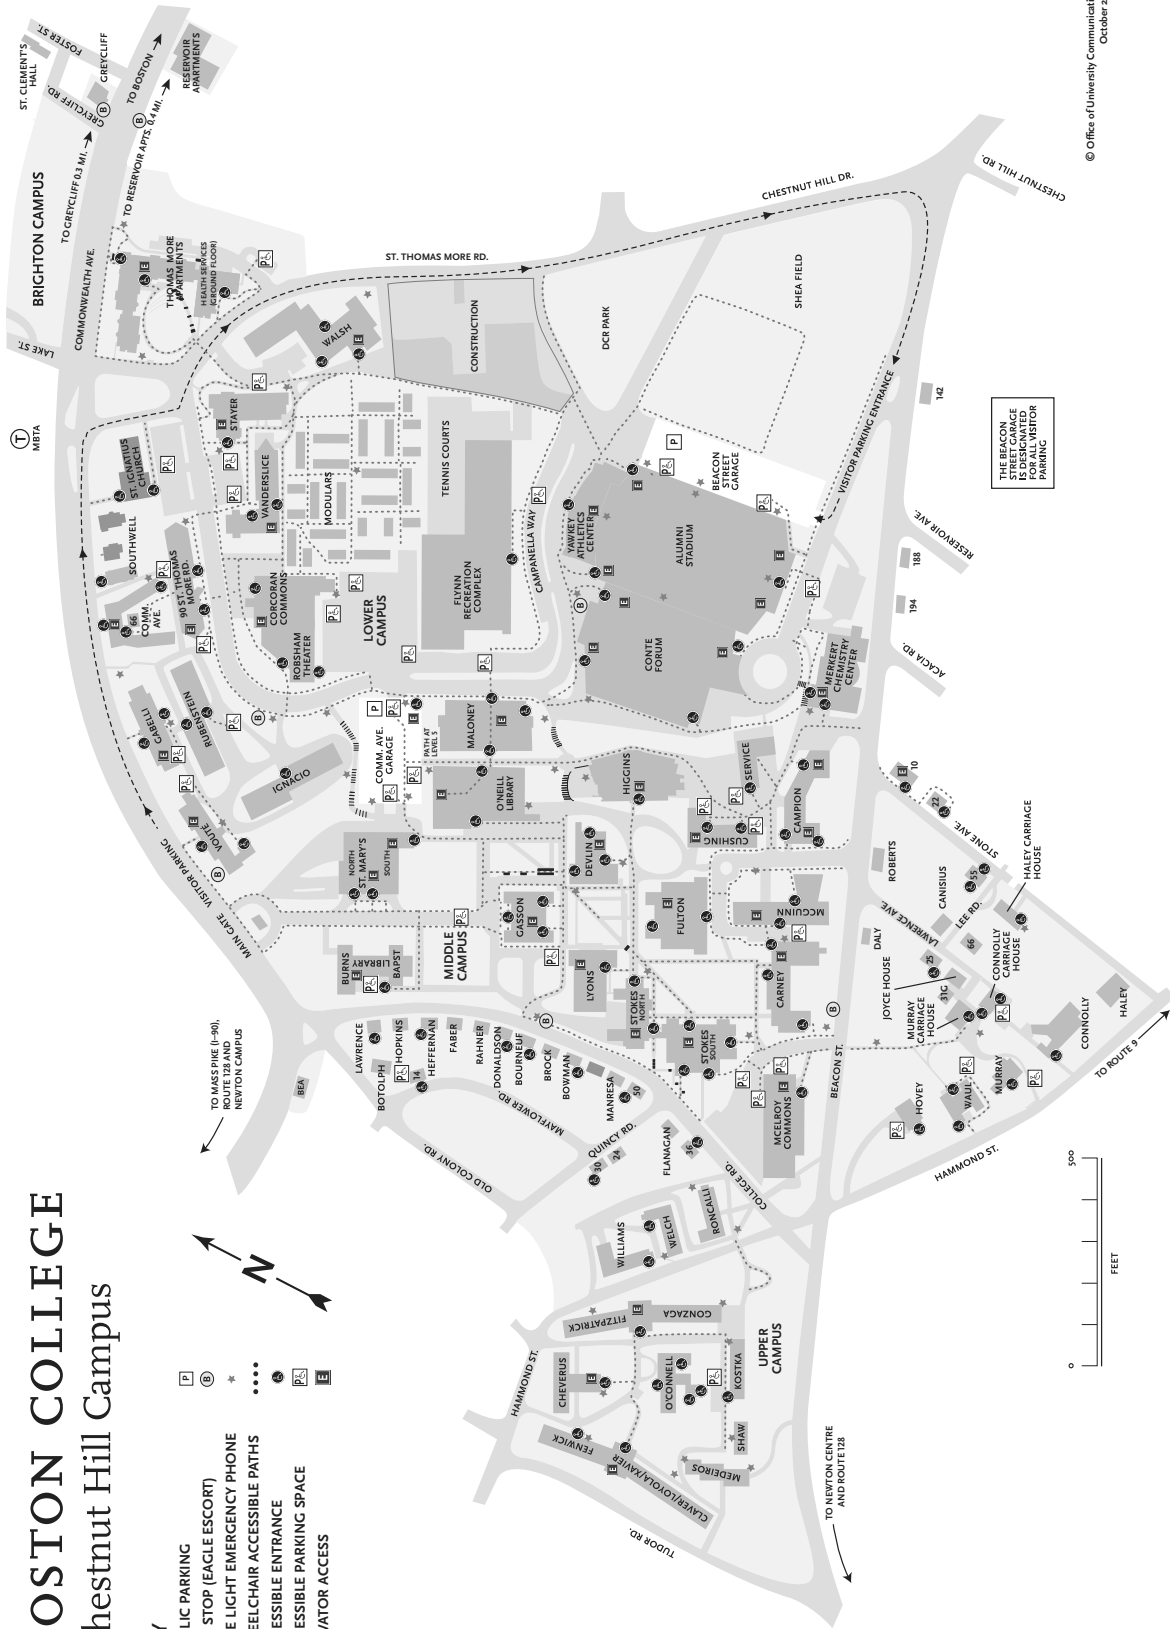 OSTON COLLEGE
hestnut Hill Campus
Y
LIC PARKING
P
STOP (EAGLE ESCORT)
B
E LIGHT EMERGENCY PHONE
EELCHAIR ACCESSIBLE PATHS
ESSIBLE ENTRANCE
ESSIBLE PARKING SPACE
P
VATOR ACCESS
E
N
TO MASS PIKE (I–90),
ROUTE 128 AND
NEWTON CAMPUS
TO NEWTON CENTRE
AND ROUTE 128
TUDOR RD.
HAMMOND ST.
CLAVER/LOYOLA/XAVIER
FENWICK
CHEVERUS
MEDEIROS
SHAW
KOSTKA
O'CONNELL
FITZPATRICK
GONZAGA
UPPER
CAMPUS
WILLIAMS
WELCH
RONCALLI
OLD COLONY RD.
MAYFLOWER RD.
QUINCY RD.
COLLEGE RD.
BEA
LAWRENCE
BOTOLPH
HOPKINS
14
HEFFERNAN
FABER
RAHNER
DONALDSON
BOURNEUF
BROCK
BOWMAN
MANRESA
50
30
24
FLANAGAN
36
MCELROY
COMMONS
BEACON ST.
HAMMOND ST.
HOVEY
WAUL
MURRAY
CONNOLLY
HALEY
TO ROUTE 9
MURRAY
CARRIAGE
HOUSE
JOYCE HOUSE
31G
25
CONNOLLY
CARRIAGE
HOUSE
66
LEE RD.
LAWRENCE AVE.
DALY
CANISIUS
55
HALEY CARRIAGE
HOUSE
ROBERTS
STONE AVE.
22
10
0
500
FEET
MAIN GATE
VISITOR PARKING
BURNS
LIBRARY
BAPST
MIDDLE
CAMPUS
NORTH
ST. MARY'S
SOUTH
GASSON
LYONS
DEVLIN
FULTON
STOKES
NORTH
STOKES
SOUTH
CARNEY
MCGUINN
CAMPION
CUSHING
SERVICE
HIGGINS
O'NEILL
LIBRARY
MALONEY
PATH AT
LEVEL 5
COMM. AVE.
GARAGE
P
VOUTÉ
IGNACIO
GABELLI
RUBENSTEIN
66
COMM.
AVE.
90 ST. THOMAS
MORE RD.
SOUTHWELL
ST. IGNATIUS
CHURCH
T
MBTA
LAKE ST.
COMMONWEALTH AVE.
CORCORAN
COMMONS
ROBSHAM
THEATER
LOWER
CAMPUS
VANDERSLICE
STAYER
MODULARS
WALSH
THOMAS MORE
APARTMENTS
HEALTH SERVICES
(GROUND FLOOR)
FLYNN
RECREATION
COMPLEX
TENNIS COURTS
CONSTRUCTION
CAMPANELLA WAY
YAWKEY
ATHLETICS
CENTER
ALUMNI
STADIUM
CONTE
FORUM
MERKERT
CHEMISTRY
CENTER
BEACON
STREET
GARAGE
P
DCR PARK
SHEA FIELD
ST. THOMAS MORE RD.
CHESTNUT HILL DR.
CHESTNUT HILL RD.
VISITOR PARKING ENTRANCE
ACACIA RD.
RESERVOIR AVE.
194
188
142
THE BEACON
STREET GARAGE
IS DESIGNATED
FOR ALL VISITOR
PARKING
BRIGHTON CAMPUS
TO GREYCLIFF 0.3 MI.
TO RESERVOIR APTS. 0.4 MI.
TO BOSTON
GREYCLIFF RD.
FOSTER ST.
ST. CLEMENT'S
HALL
GREYCLIFF
RESERVOIR
APARTMENTS
© Office of University Communicati
October 2